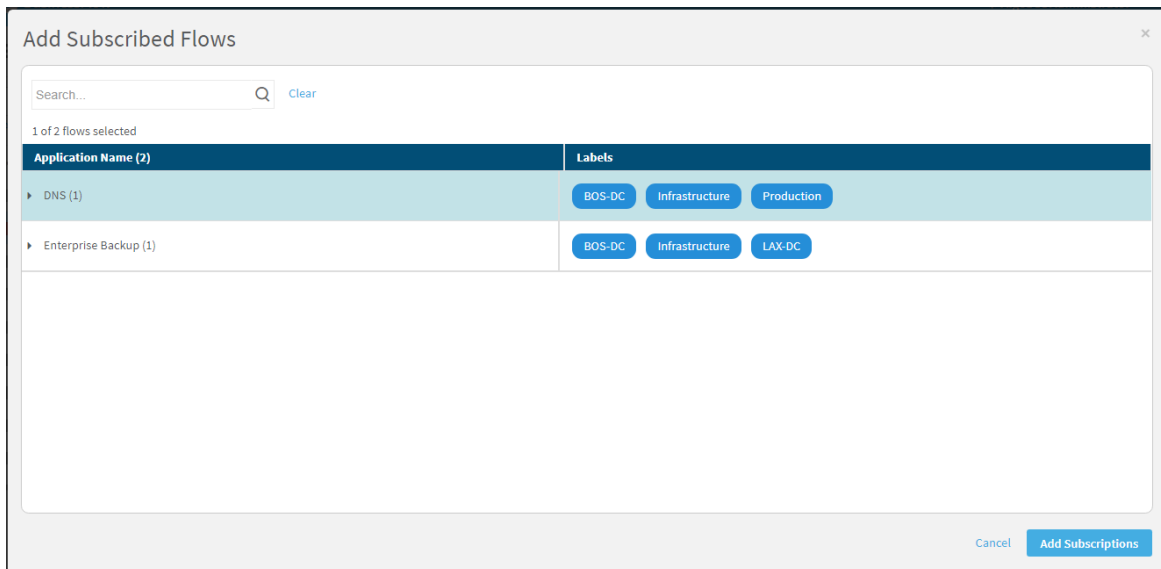 Add Subscribed Flows
×
Search...
Clear
1 of 2 flows selected
Application Name (2) Labels
DNS (1) BOS-DC Infrastructure Production
Enterprise Backup (1) BOS-DC Infrastructure LAX-DC
Cancel Add Subscriptions